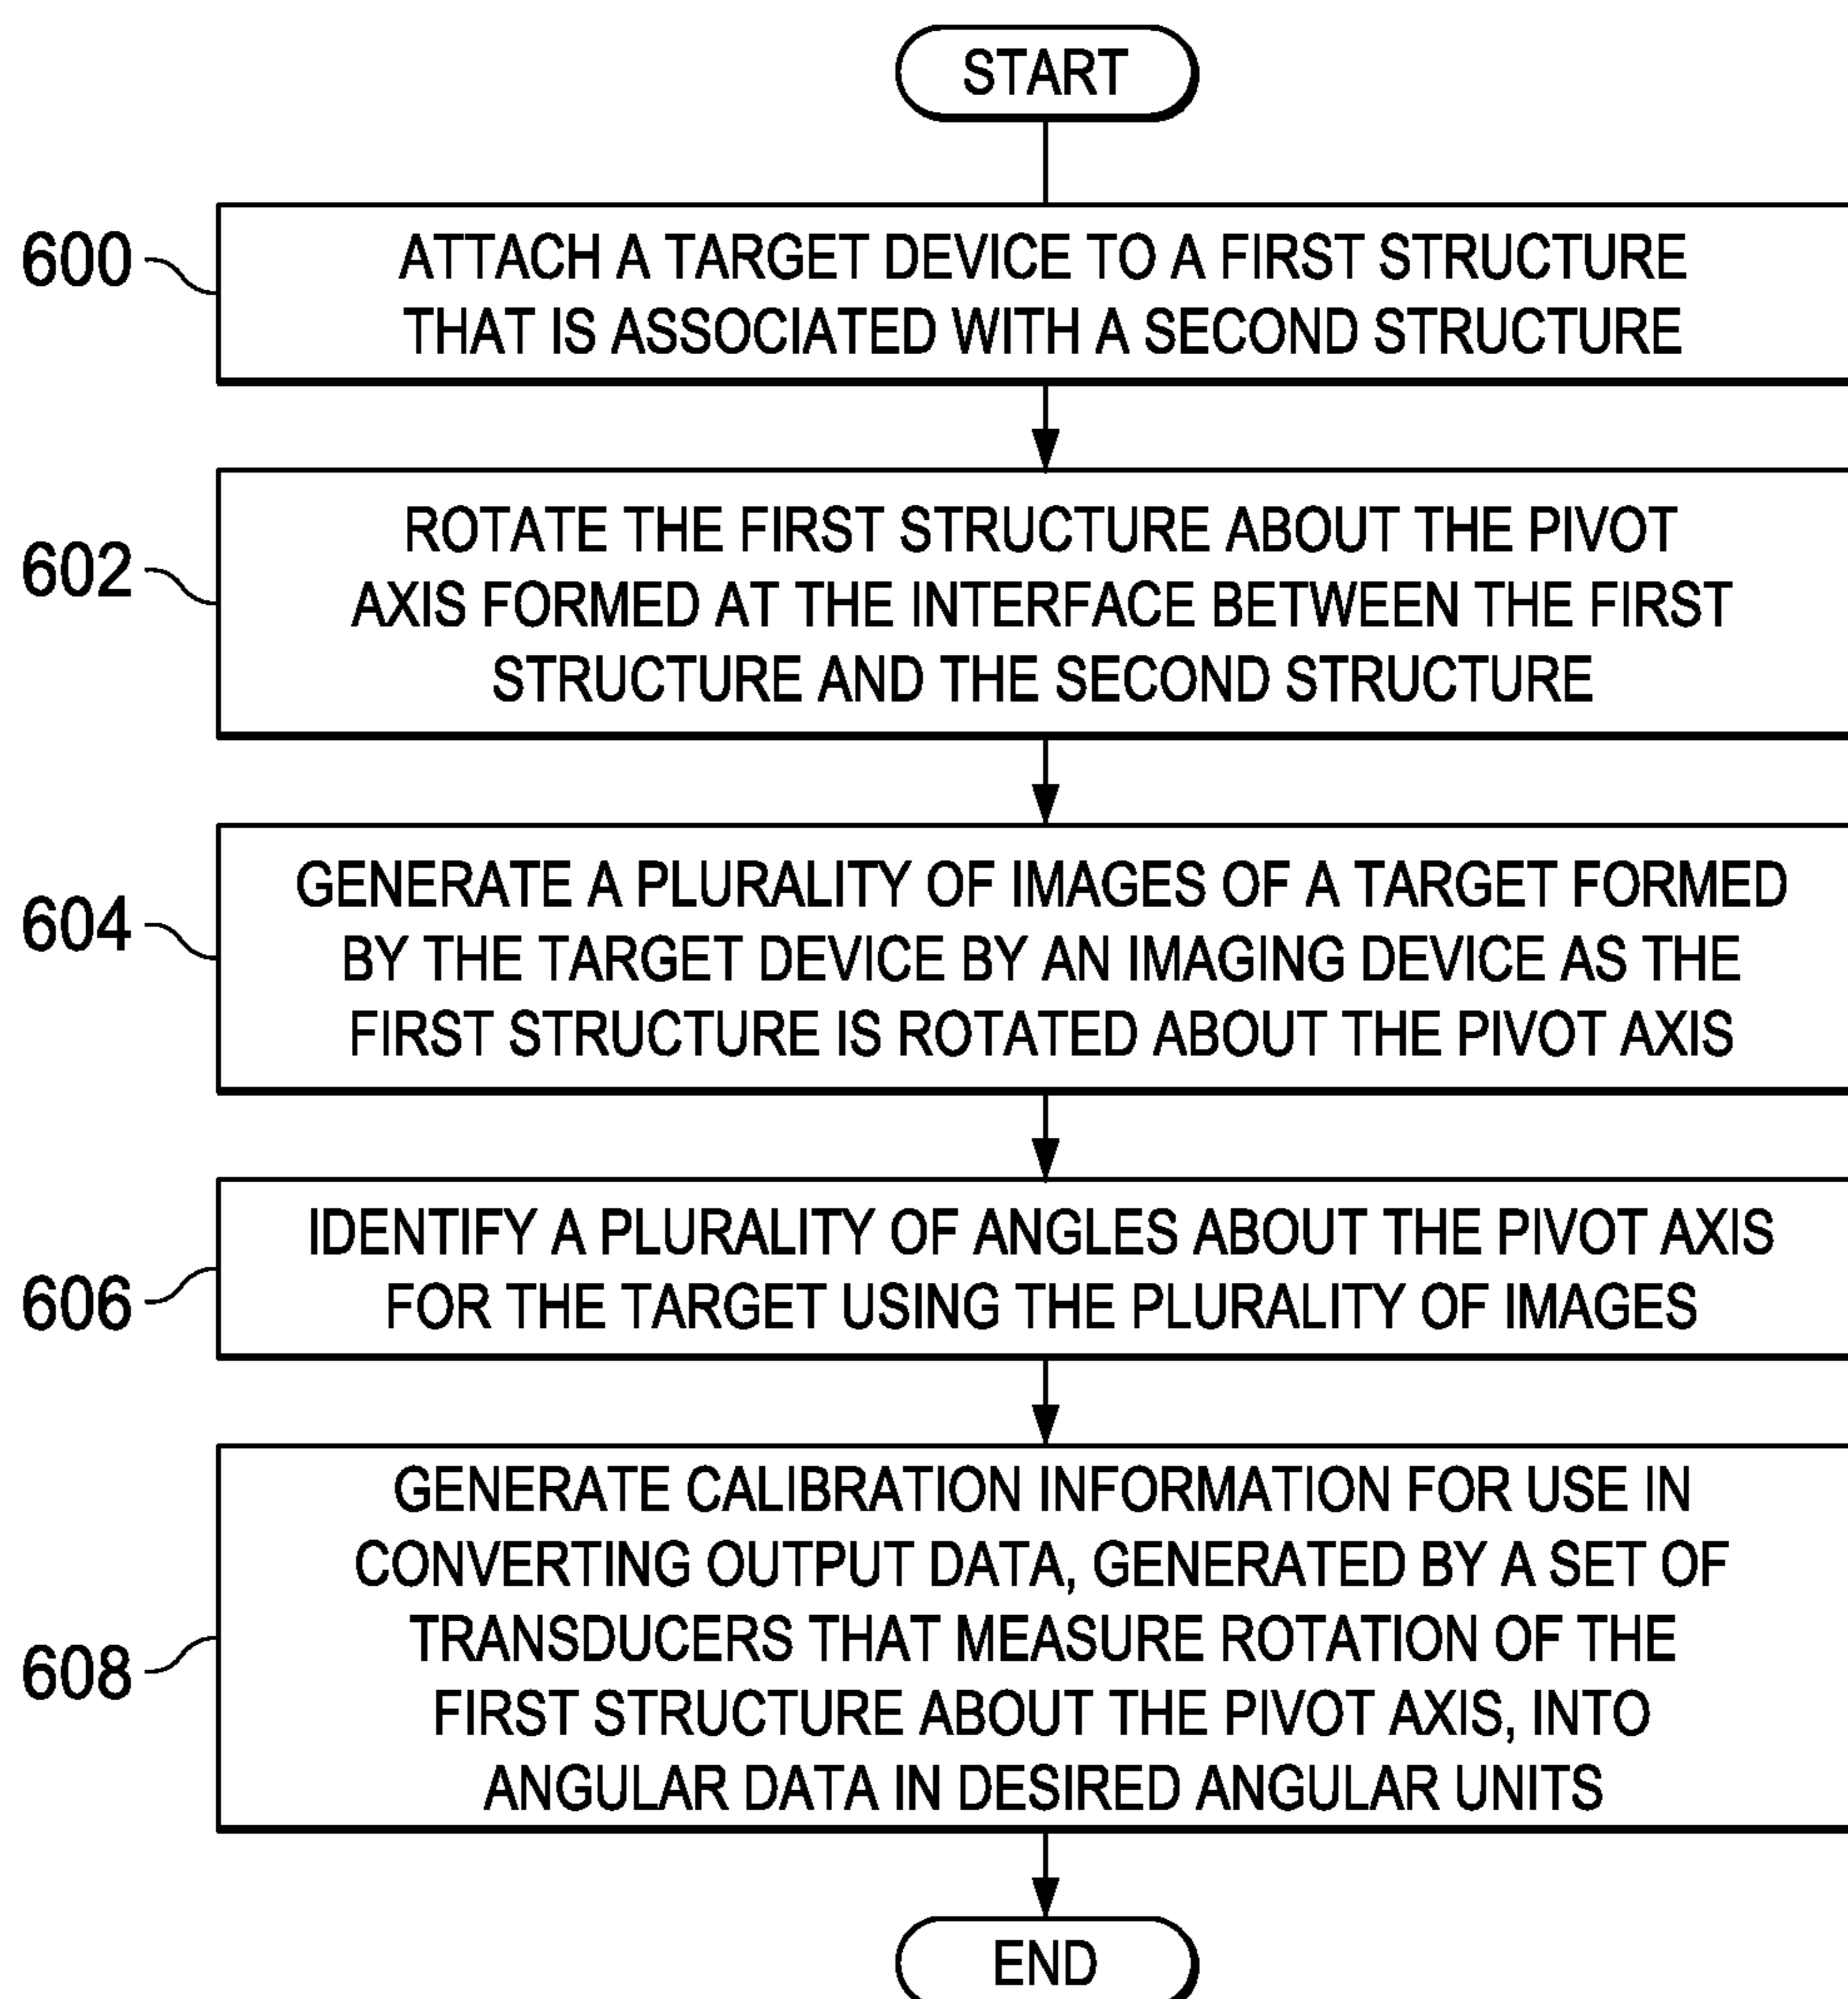 START
600
ATTACH A TARGET DEVICE TO A FIRST STRUCTURE
THAT IS ASSOCIATED WITH A SECOND STRUCTURE
602
ROTATE THE FIRST STRUCTURE ABOUT THE PIVOT
AXIS FORMED AT THE INTERFACE BETWEEN THE FIRST
STRUCTURE AND THE SECOND STRUCTURE
604
GENERATE A PLURALITY OF IMAGES OF A TARGET FORMED
BY THE TARGET DEVICE BY AN IMAGING DEVICE AS THE
FIRST STRUCTURE IS ROTATED ABOUT THE PIVOT AXIS
606
IDENTIFY A PLURALITY OF ANGLES ABOUT THE PIVOT AXIS
FOR THE TARGET USING THE PLURALITY OF IMAGES
608
GENERATE CALIBRATION INFORMATION FOR USE IN
CONVERTING OUTPUT DATA, GENERATED BY A SET OF
TRANSDUCERS THAT MEASURE ROTATION OF THE
FIRST STRUCTURE ABOUT THE PIVOT AXIS, INTO
ANGULAR DATA IN DESIRED ANGULAR UNITS
END